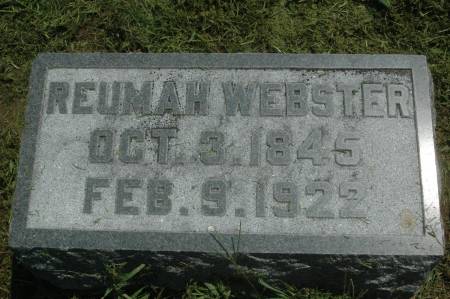 REUMAH WEBSTER
OCT. 3. 1845
FEB. 9. 1922